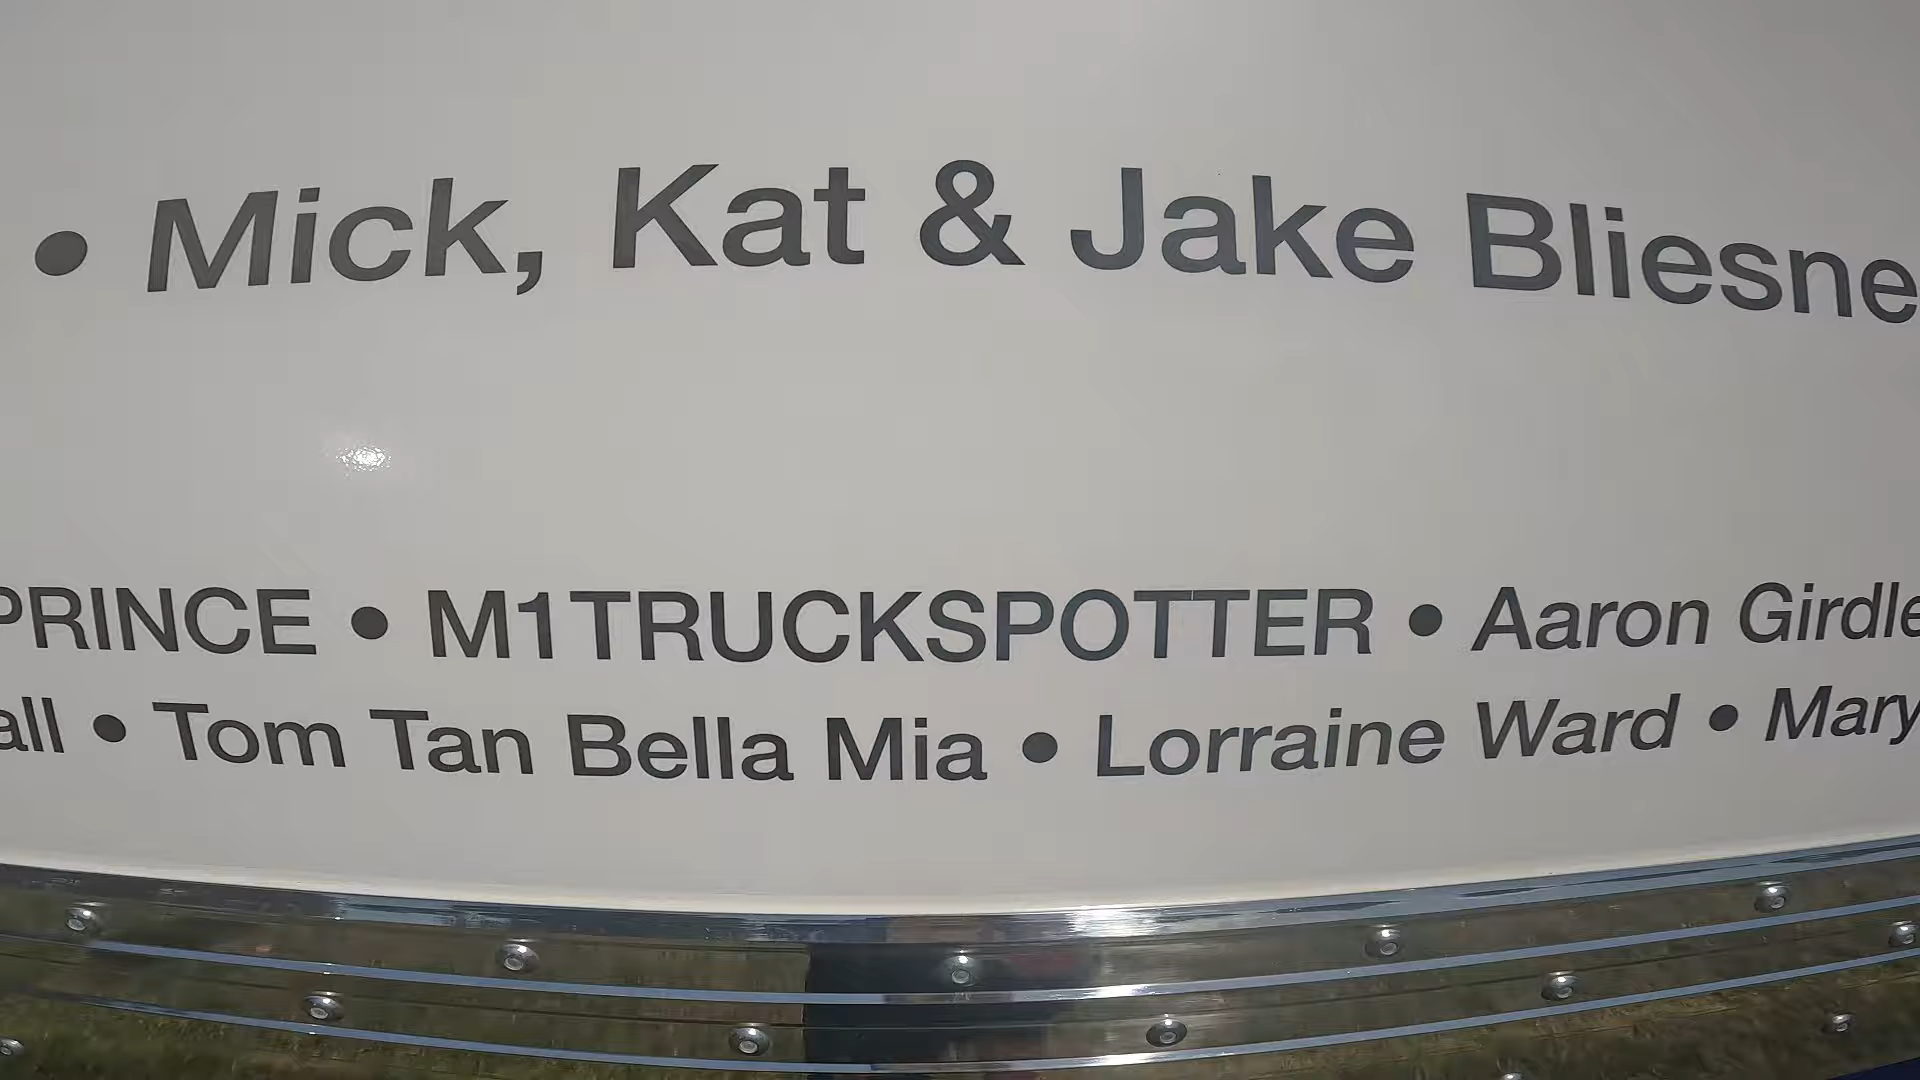 • Mick, Kat & Jake Bliesne
PRINCE • M1TRUCKSPOTTER • Aaron Girdle
all • Tom Tan Bella Mia • Lorraine Ward • Mary